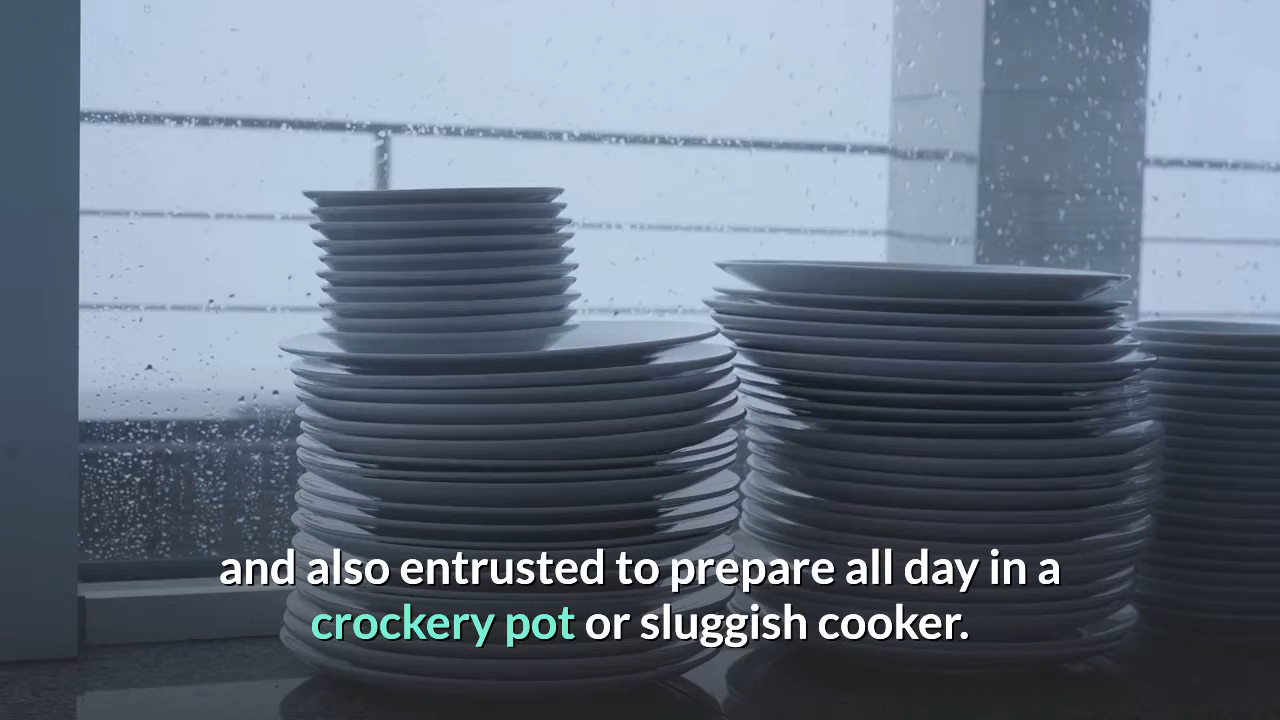 and also entrusted to prepare all day in a
crockery pot or sluggish cooker.